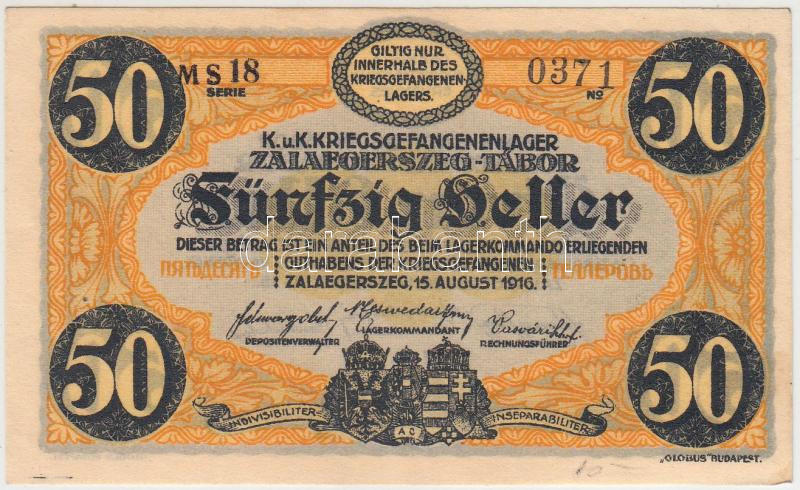 50 50
M S 18 0371
SERIE No
GILTIG NUR
INNERHALB DES
KRIEGSGEFANGENEN-
LAGERS.
K. u. K. KRIEGSGEFANGENENLAGER
ZALAEGERSZEG-TÁBOR
Fünfzig Heller
DIESER BETRAG IST EIN ANTEIL DES BEIM LAGERKOMMANDO ERLIEGENDEN
ПЯТЬДЕСЯТЬ GUTHABENS DER KRIEGSGEFANGENEN ГЕЛЛЕРОВЬ
ZALAEGERSZEG, 15. AUGUST 1916.
DEPOSITENVERWALTER LAGERKOMMANDANT RECHNUNGSFÜHRER
50 50
INDIVISIBILITER A C INSEPARABILITER
„GLOBUS" BUDAPEST.
darabanth